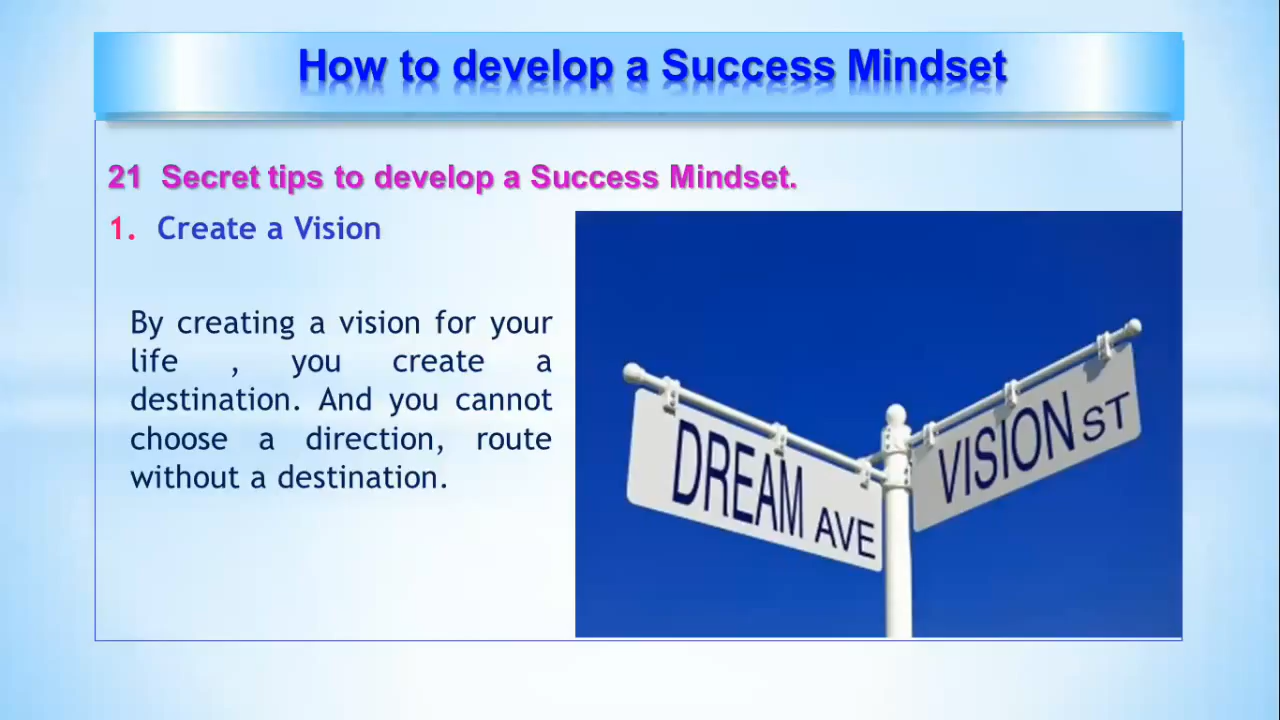 How to develop a Success Mindset
21 Secret tips to develop a Success Mindset.
1. Create a Vision
By creating a vision for your
life , you create a
destination. And you cannot
choose a direction, route
without a destination.
DREAM AVE
VISION ST